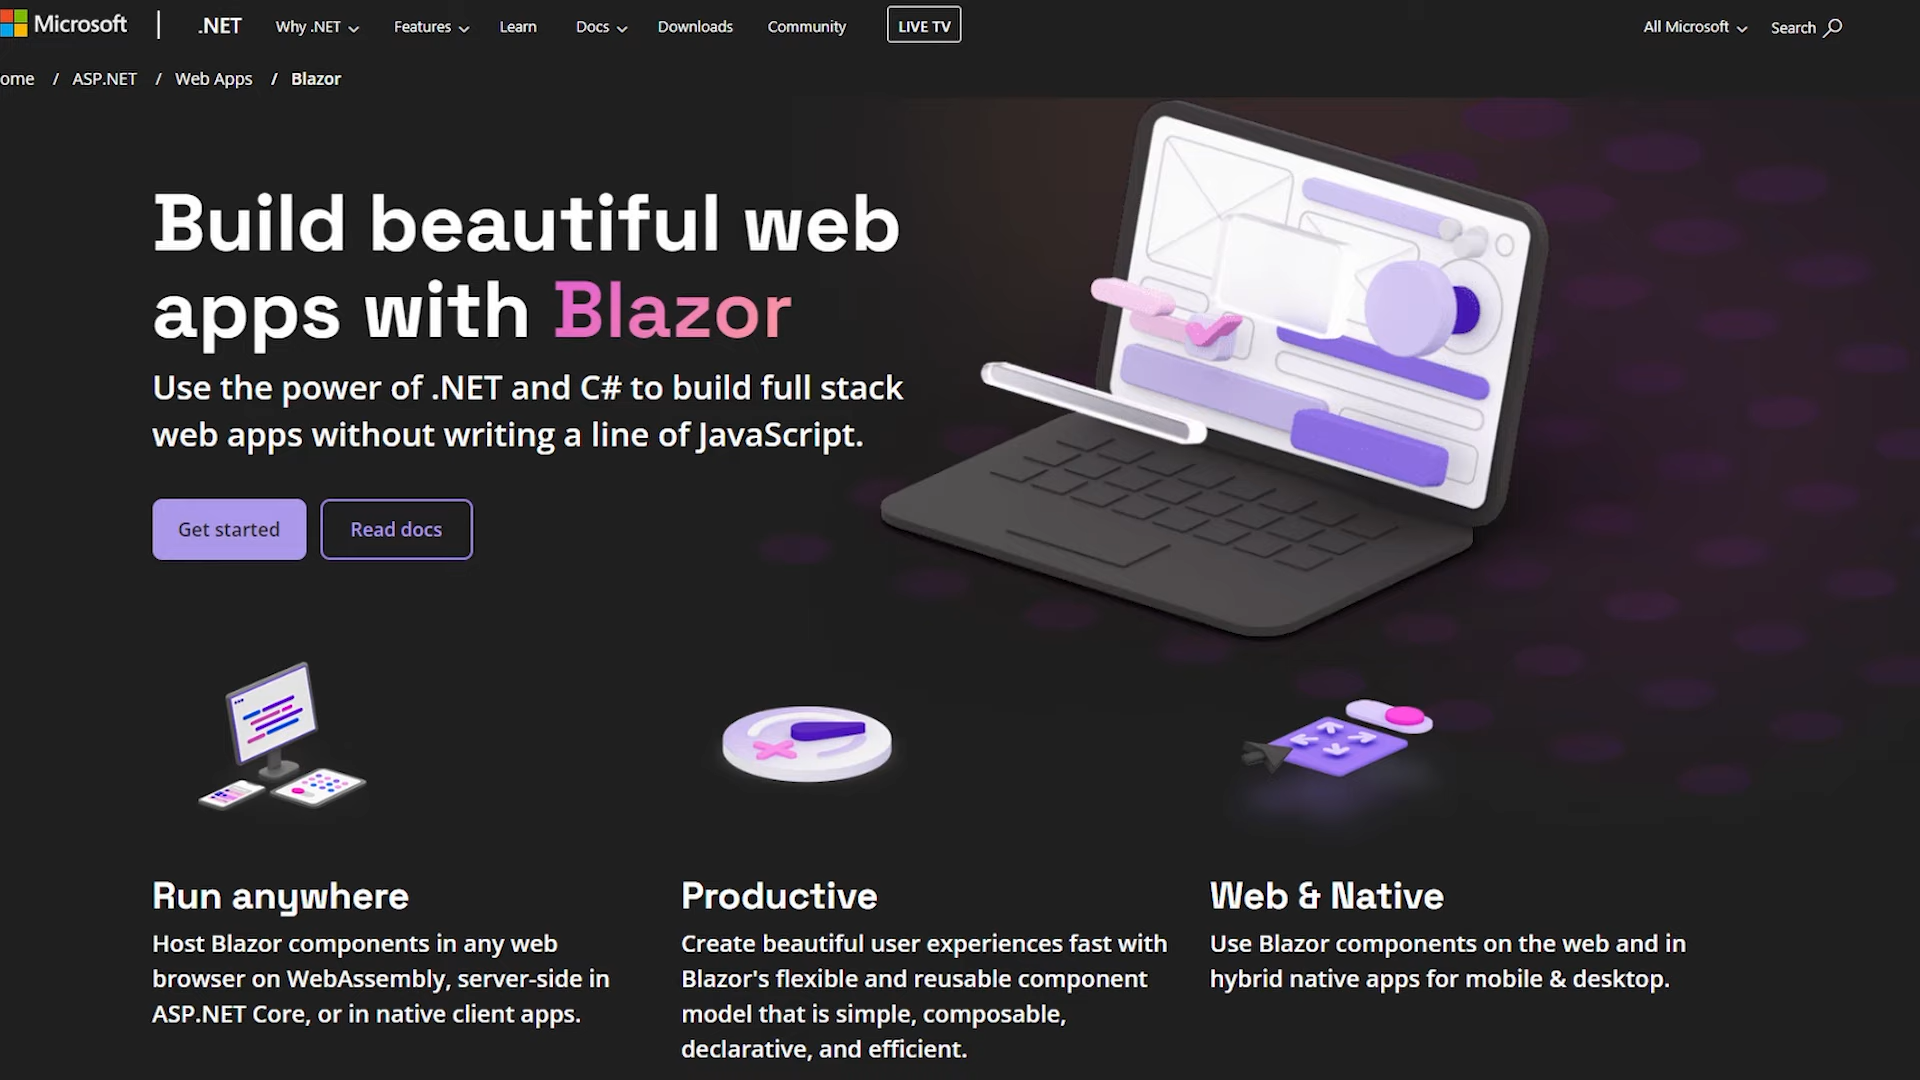 Microsoft | .NET Why .NET Features Learn Docs Downloads Community LIVE TV All Microsoft Search
ome / ASP.NET / Web Apps / Blazor
Build beautiful web
apps with Blazor
Use the power of .NET and C# to build full stack
web apps without writing a line of JavaScript.
Get started Read docs
Run anywhere
Host Blazor components in any web
browser on WebAssembly, server-side in
ASP.NET Core, or in native client apps.
Productive
Create beautiful user experiences fast with
Blazor's flexible and reusable component
model that is simple, composable,
declarative, and efficient.
Web & Native
Use Blazor components on the web and in
hybrid native apps for mobile & desktop.